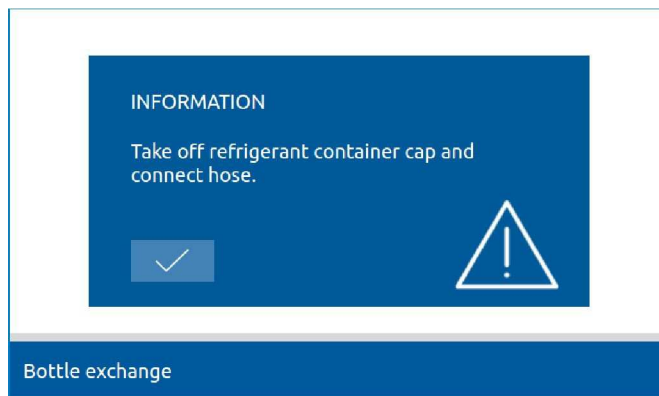 INFORMATION
Take off refrigerant container cap and
connect hose.
Bottle exchange